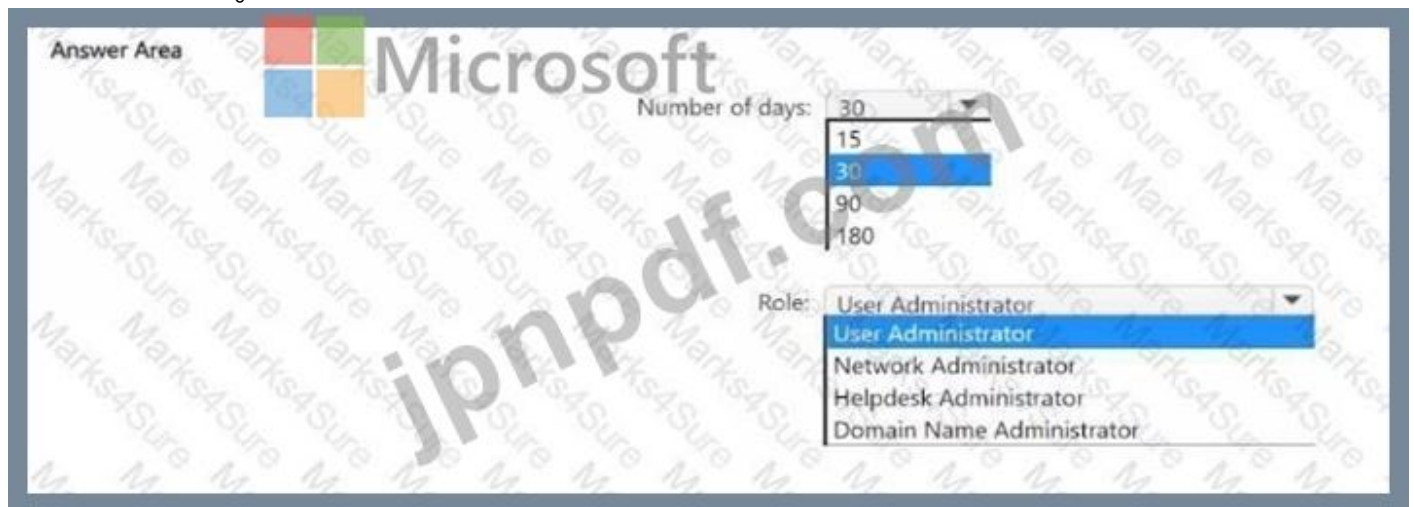 Answer Area
Microsoft
Number of days: 30
15
30
90
180
Role: User Administrator
User Administrator
Network Administrator
Helpdesk Administrator
Domain Name Administrator
jpnpdf.com
Marks4Sure